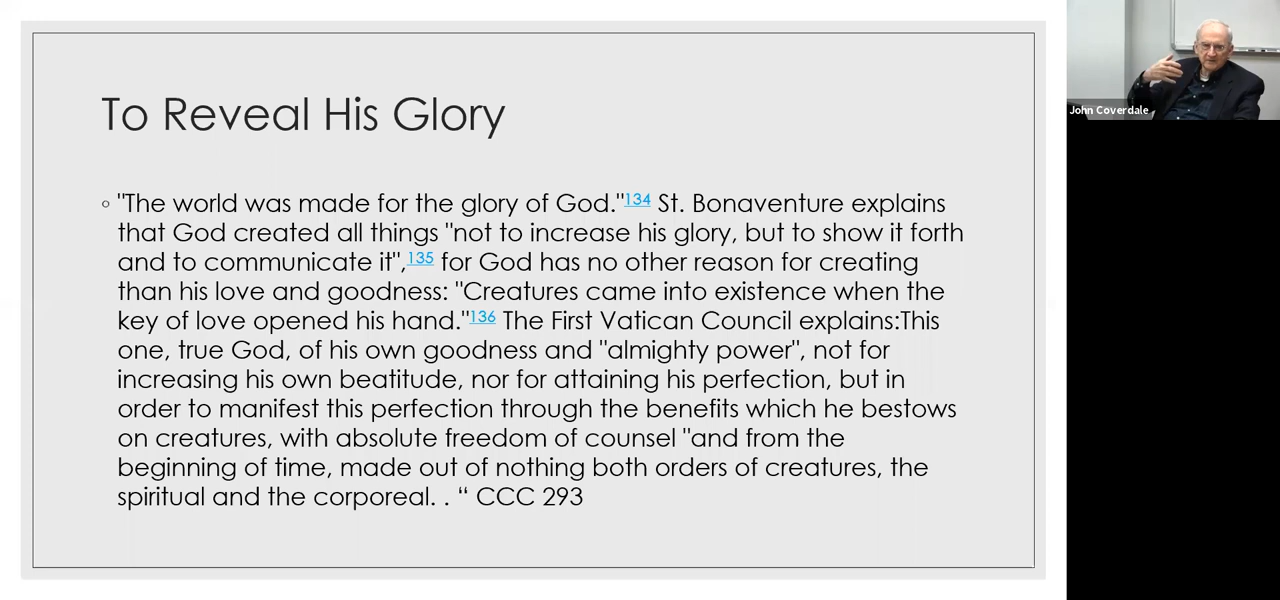 To Reveal His Glory
◦ "The world was made for the glory of God."134 St. Bonaventure explains
that God created all things "not to increase his glory, but to show it forth
and to communicate it",135 for God has no other reason for creating
than his love and goodness: "Creatures came into existence when the
key of love opened his hand."136 The First Vatican Council explains:This
one, true God, of his own goodness and "almighty power", not for
increasing his own beatitude, nor for attaining his perfection, but in
order to manifest this perfection through the benefits which he bestows
on creatures, with absolute freedom of counsel "and from the
beginning of time, made out of nothing both orders of creatures, the
spiritual and the corporeal. . “ CCC 293
John Coverdale